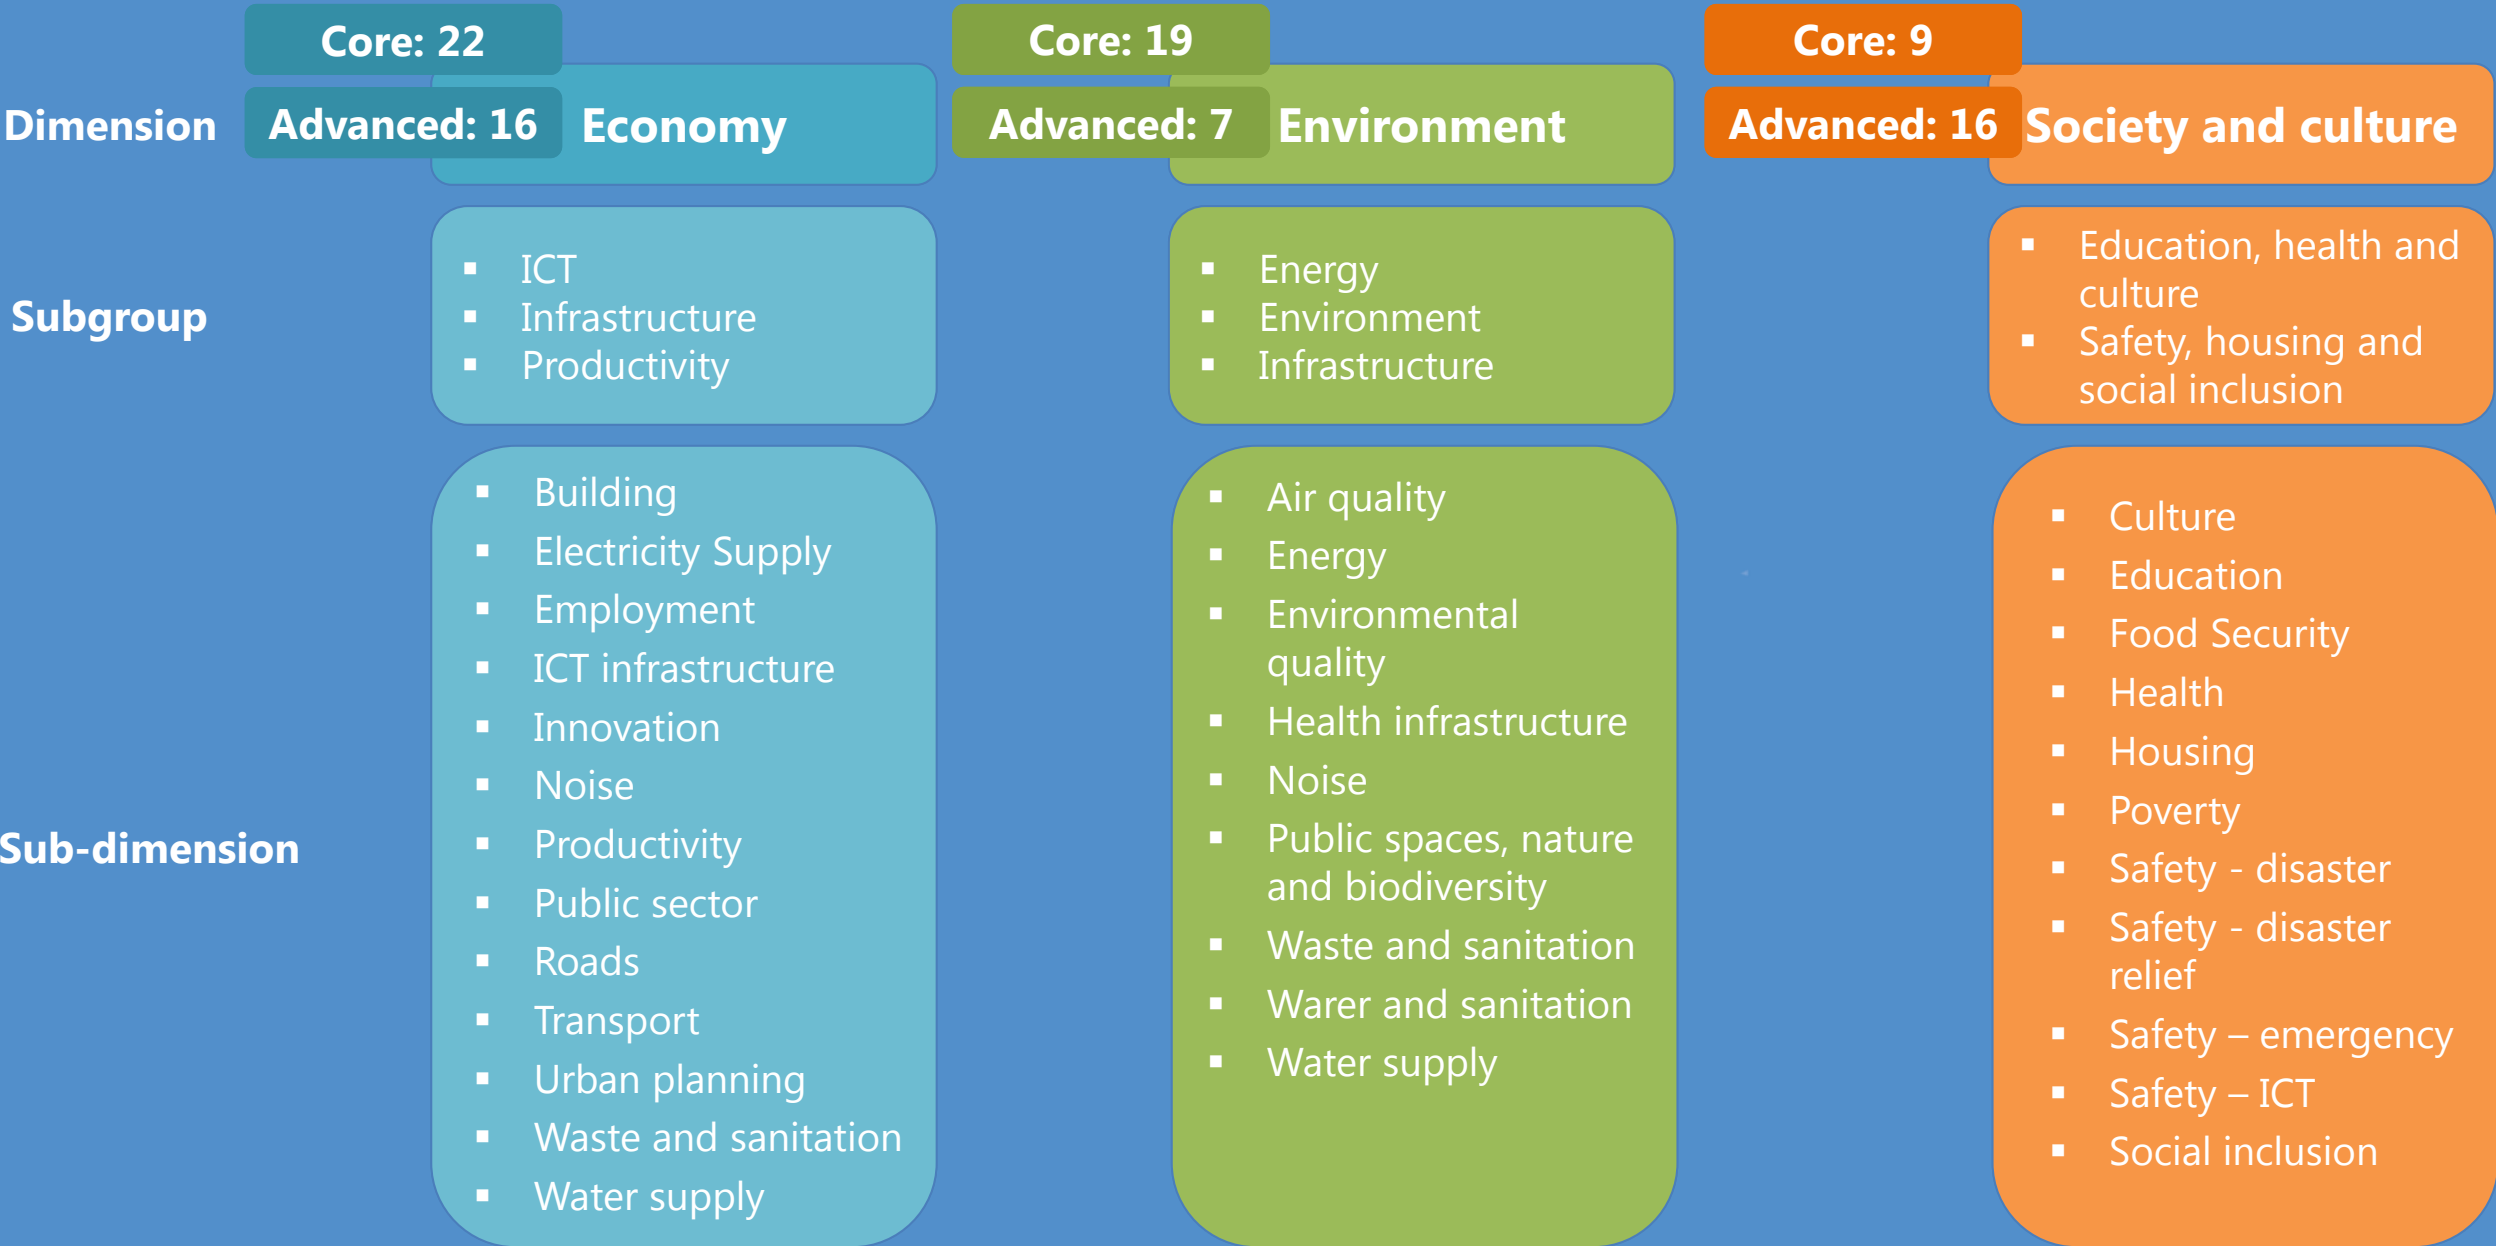 Core: 22
Core: 19
Core: 9
Dimension
Advanced: 16
Economy
Advanced: 7
Environment
Advanced: 16
Society and culture
Subgroup
▪ ICT
▪ Infrastructure
▪ Productivity
▪ Energy
▪ Environment
▪ Infrastructure
▪ Education, health and
culture
▪ Safety, housing and
social inclusion
Sub-dimension
▪ Building
▪ Electricity Supply
▪ Employment
▪ ICT infrastructure
▪ Innovation
▪ Noise
▪ Productivity
▪ Public sector
▪ Roads
▪ Transport
▪ Urban planning
▪ Waste and sanitation
▪ Water supply
▪ Air quality
▪ Energy
▪ Environmental
quality
▪ Health infrastructure
▪ Noise
▪ Public spaces, nature
and biodiversity
▪ Waste and sanitation
▪ Warer and sanitation
▪ Water supply
▪ Culture
▪ Education
▪ Food Security
▪ Health
▪ Housing
▪ Poverty
▪ Safety - disaster
▪ Safety - disaster
relief
▪ Safety – emergency
▪ Safety – ICT
▪ Social inclusion